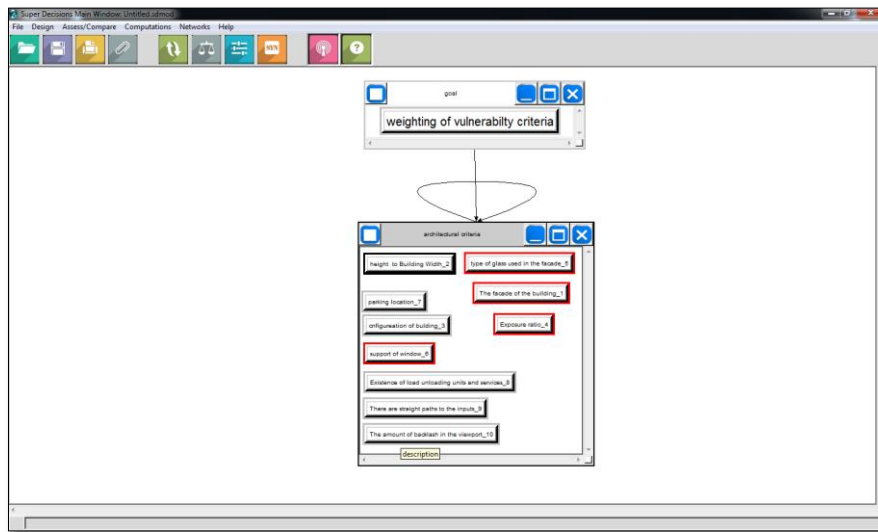 Super Decisions Main Window: Untitled.sdmod
File Design Assess/Compare Computations Networks Help
SYN
goal
weighting of vulnerabilty criteria
architectural criteria
height to Building Width_2
type of glass used in the facade_5
The facade of the building_1
parking location_7
onfigureation of building_3
Exposure ratio_4
support of window_6
Existence of load unloading units and services_8
There are straight paths to the inputs_9
The amount of backlash in the viewport_10
description